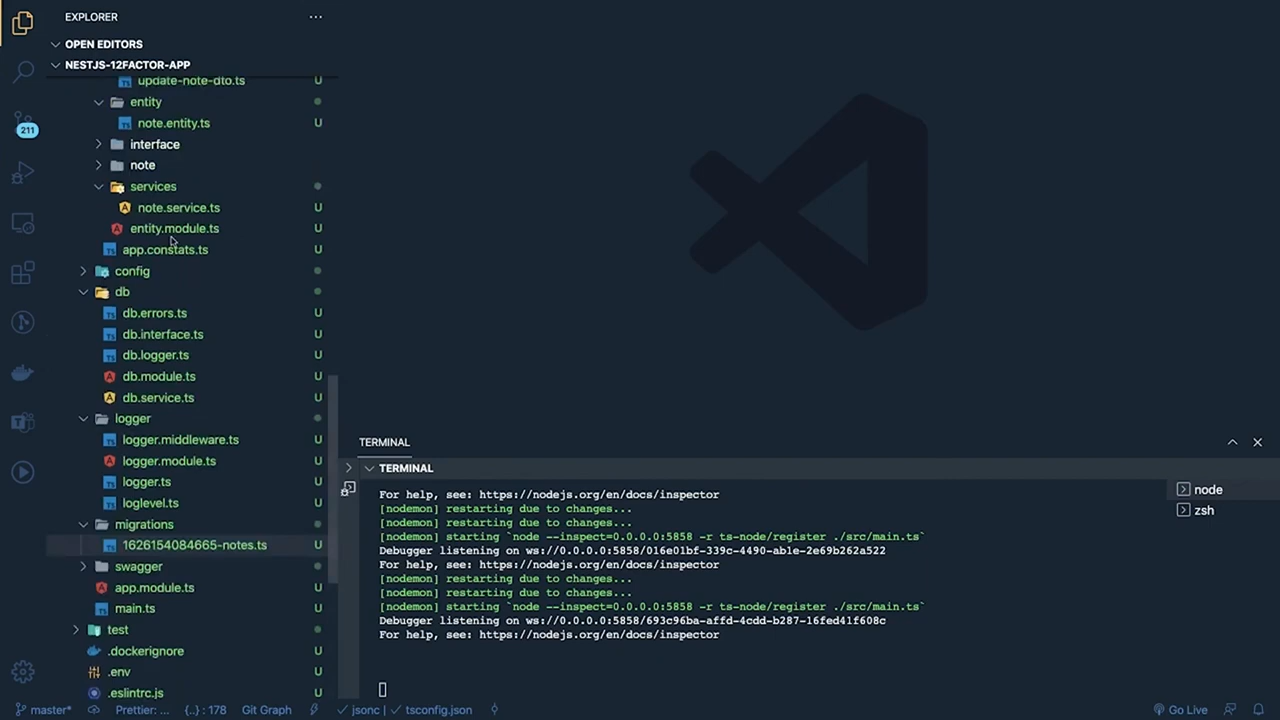 EXPLORER
OPEN EDITORS
NESTJS-12FACTOR-APP
update-note-dto.ts U
entity
note.entity.ts U
interface
note
services
note.service.ts U
entity.module.ts U
app.constats.ts U
config
db
db.errors.ts U
db.interface.ts U
db.logger.ts U
db.module.ts U
db.service.ts U
logger
logger.middleware.ts U
logger.module.ts U
logger.ts U
loglevel.ts U
migrations
1626154084665-notes.ts U
swagger
app.module.ts U
main.ts U
test
.dockerignore U
.env U
.eslintrc.js U
211
TERMINAL
TERMINAL
For help, see: https://nodejs.org/en/docs/inspector
[nodemon] restarting due to changes...
[nodemon] restarting due to changes...
[nodemon] starting `node --inspect=0.0.0.0:5858 -r ts-node/register ./src/main.ts`
Debugger listening on ws://0.0.0.0:5858/016e01bf-339c-4490-ab1e-2e69b262a522
For help, see: https://nodejs.org/en/docs/inspector
[nodemon] restarting due to changes...
[nodemon] restarting due to changes...
[nodemon] starting `node --inspect=0.0.0.0:5858 -r ts-node/register ./src/main.ts`
Debugger listening on ws://0.0.0.0:5858/693c96ba-affd-4cdd-b287-16fed41f608c
For help, see: https://nodejs.org/en/docs/inspector
node
zsh
master* Prettier: ... {..} : 178 Git Graph jsonc tsconfig.json Go Live